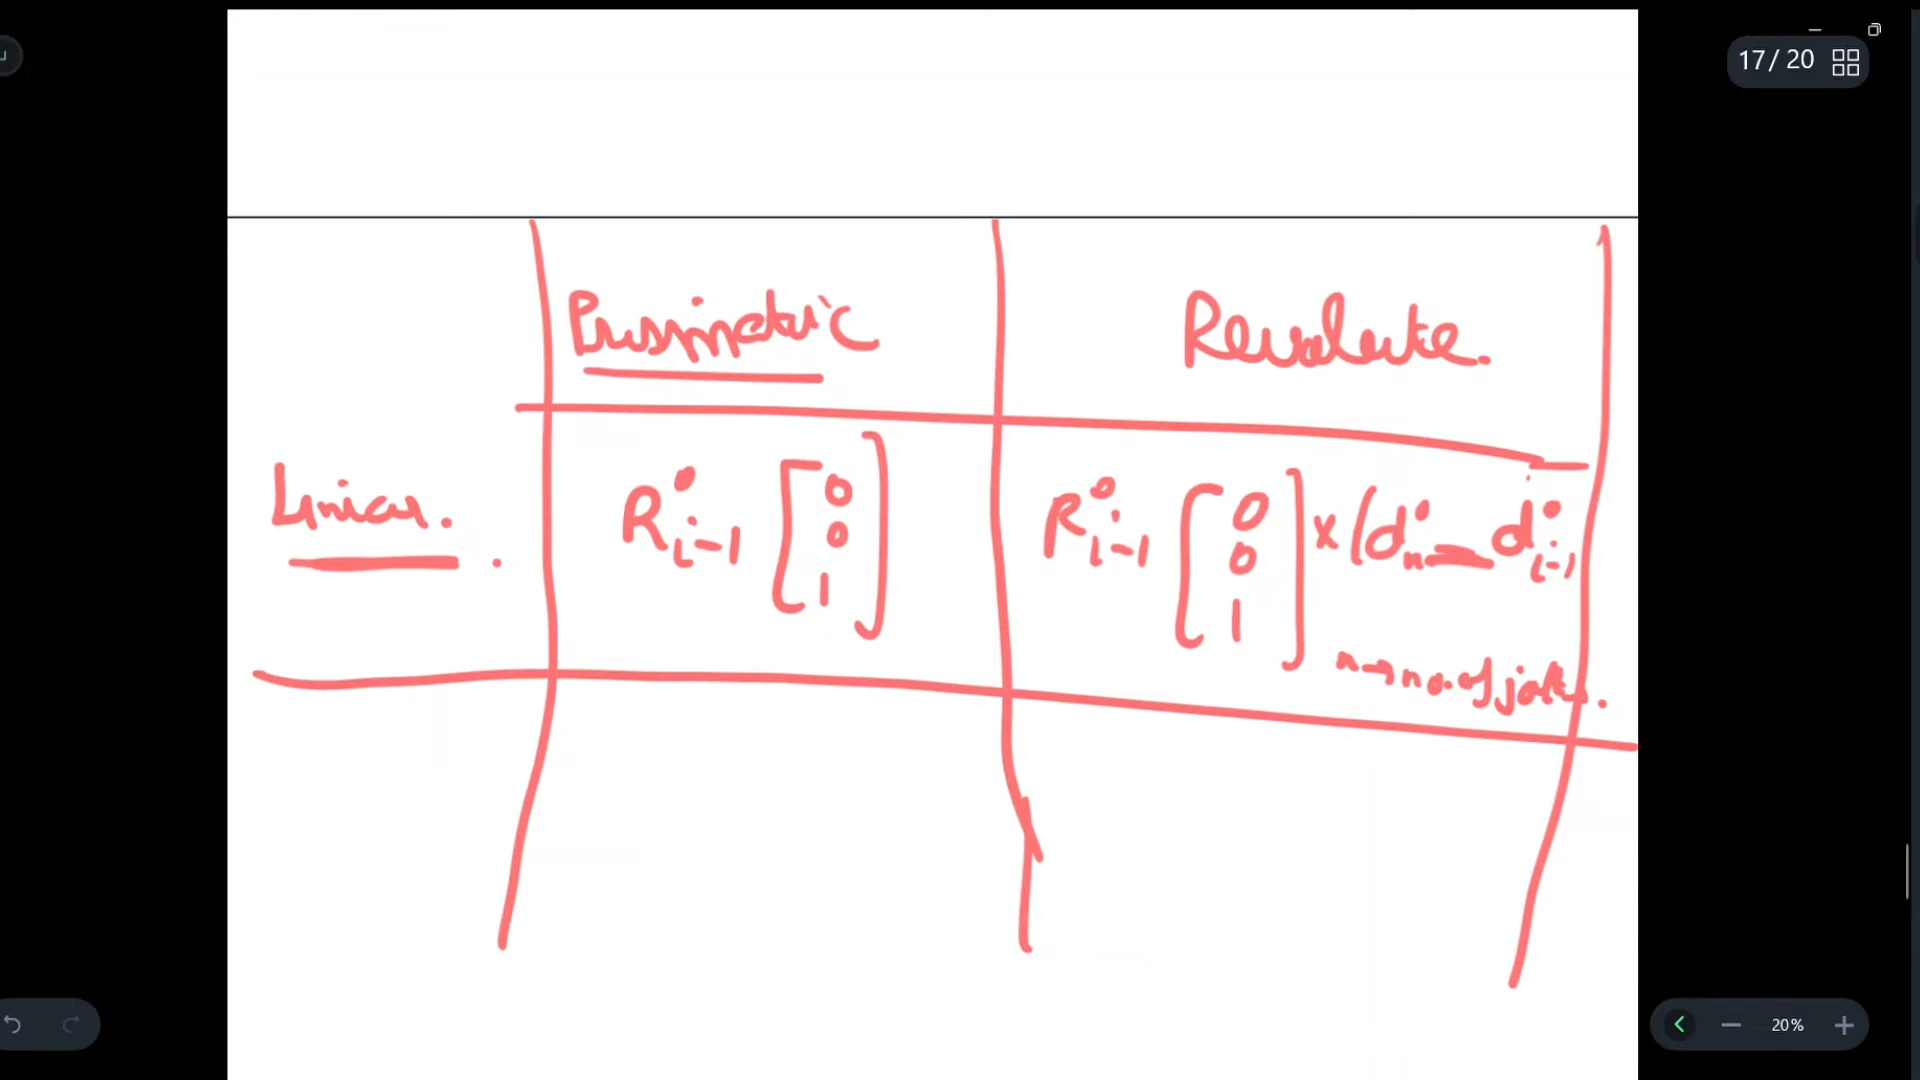 17/ 20
Prismetric
Revolute.
Linear.
R⁰ᵢ₋₁ [0 0 1]
R⁰ᵢ₋₁ [0 0 1] × (d⁰ₙ — d⁰ᵢ₋₁
n→no. of joints.
20%